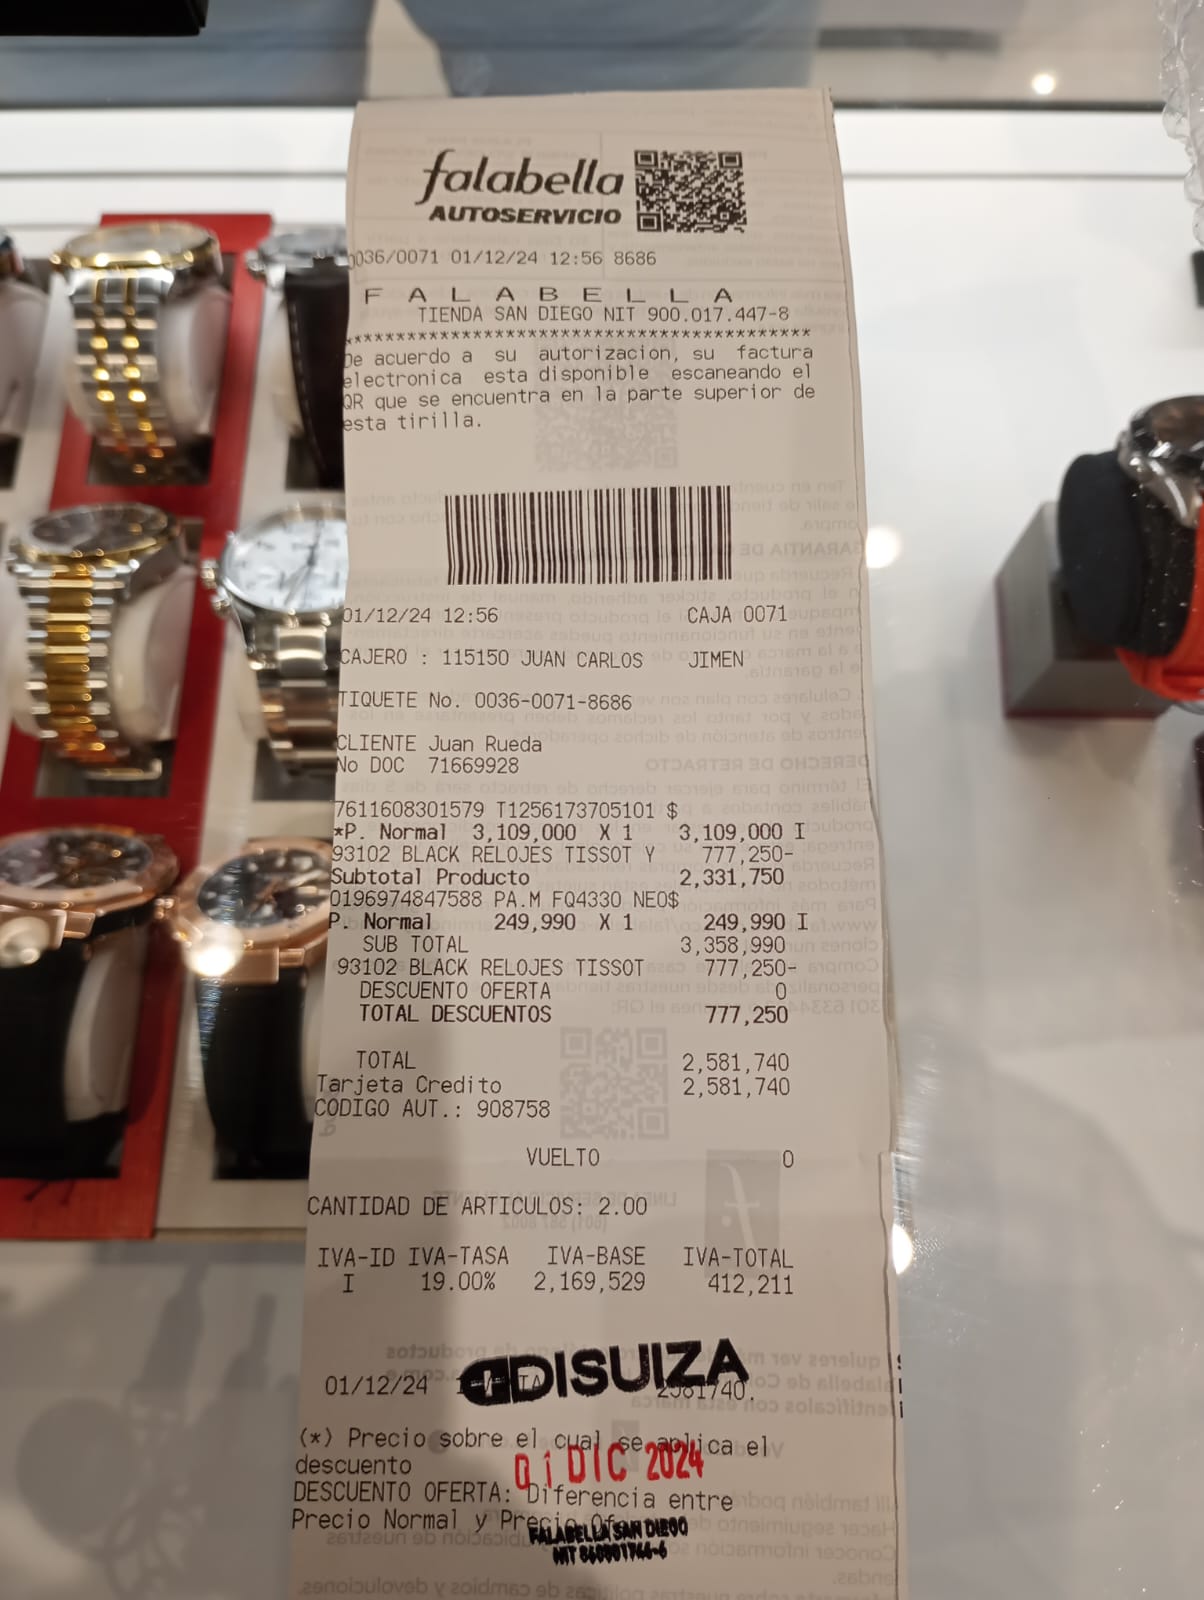 falabella
AUTOSERVICIO
0036/0071 01/12/24 12:56 8686
F A L A B E L L A
TIENDA SAN DIEGO NIT 900.017.447-8
******************************************
De acuerdo a su autorizacion, su factura
electronica esta disponible escaneando el
QR que se encuentra en la parte superior de
esta tirilla.
01/12/24 12:56 CAJA 0071
CAJERO : 115150 JUAN CARLOS JIMEN
TIQUETE No. 0036-0071-8686
CLIENTE Juan Rueda
No DOC 71669928
7611608301579 T1256173705101 $
*P. Normal 3,109,000 X 1 3,109,000 I
93102 BLACK RELOJES TISSOT Y 777,250-
Subtotal Producto 2,331,750
0196974847588 PA.M FQ4330 NEO$
P. Normal 249,990 X 1 249,990 I
SUB TOTAL 3,358,990
93102 BLACK RELOJES TISSOT 777,250-
DESCUENTO OFERTA 0
TOTAL DESCUENTOS 777,250
TOTAL 2,581,740
Tarjeta Credito 2,581,740
CODIGO AUT.: 908758
VUELTO 0
CANTIDAD DE ARTICULOS: 2.00
IVA-ID IVA-TASA IVA-BASE IVA-TOTAL
I 19.00% 2,169,529 412,211
DISUIZA
01/12/24 2581740.
(*) Precio sobre el cual se aplica el
descuento
01 DIC 2024
DESCUENTO OFERTA: Diferencia entre
Precio Normal y Precio
FALABELLA SAN DIEGO
NIT